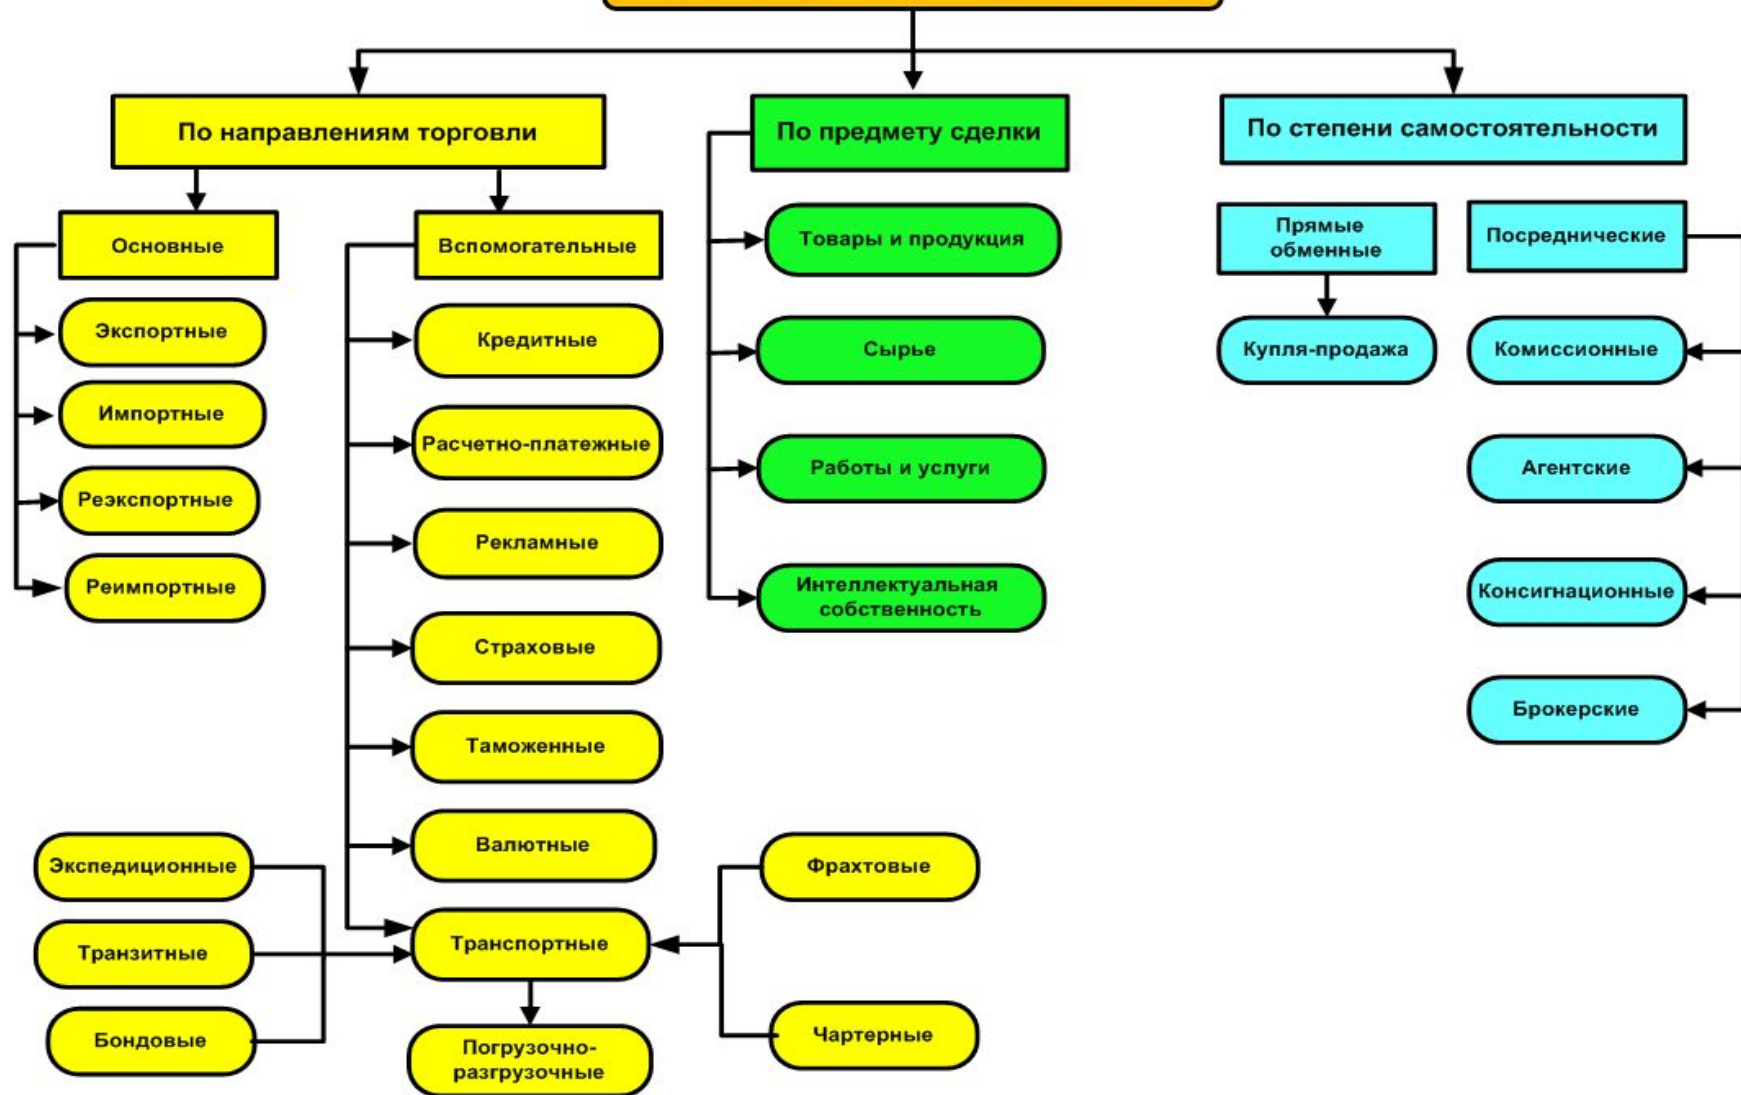 По направлениям торговли
По предмету сделки
По степени самостоятельности
Основные
Экспортные
Импортные
Реэкспортные
Реимпортные
Вспомогательные
Кредитные
Расчетно-платежные
Рекламные
Страховые
Таможенные
Валютные
Транспортные
Погрузочно-
разгрузочные
Экспедиционные
Транзитные
Бондовые
Фрахтовые
Чартерные
Товары и продукция
Сырье
Работы и услуги
Интеллектуальная
собственность
Прямые
обменные
Купля-продажа
Посреднические
Комиссионные
Агентские
Консигнационные
Брокерские